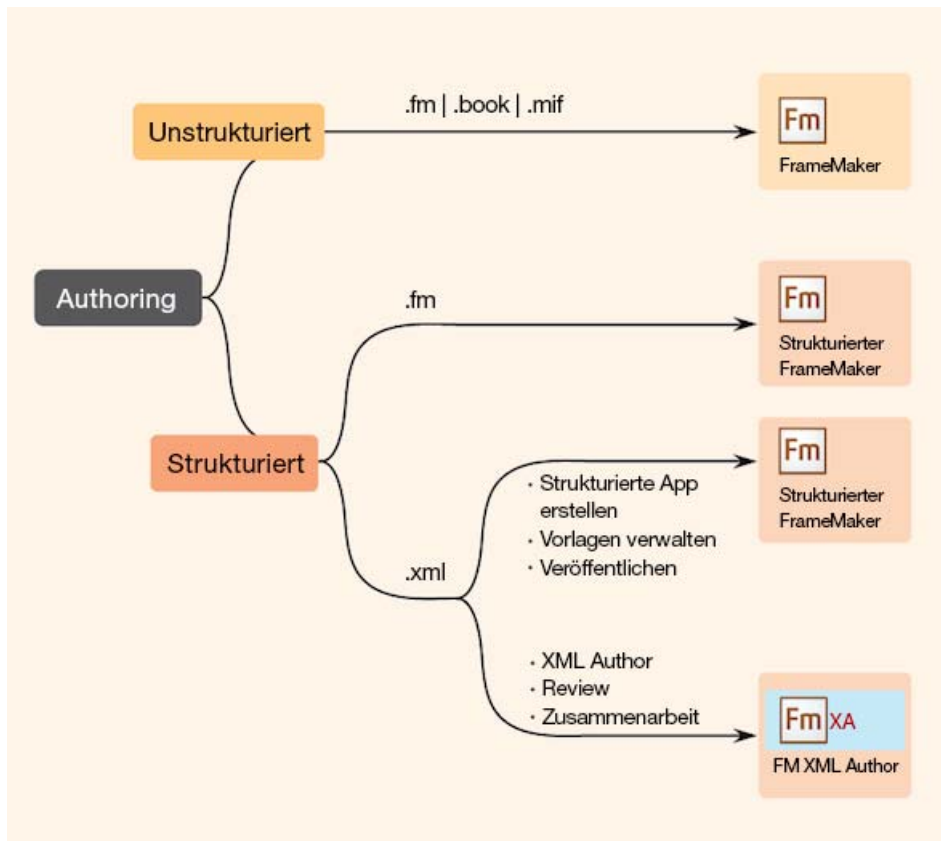 .fm | .book | .mif
Unstrukturiert
Fm
FrameMaker
Authoring
.fm
Fm
Strukturierter
FrameMaker
Strukturiert
.xml
· Strukturierte App
erstellen
· Vorlagen verwalten
· Veröffentlichen
Fm
Strukturierter
FrameMaker
· XML Author
· Review
· Zusammenarbeit
Fm XA
FM XML Author